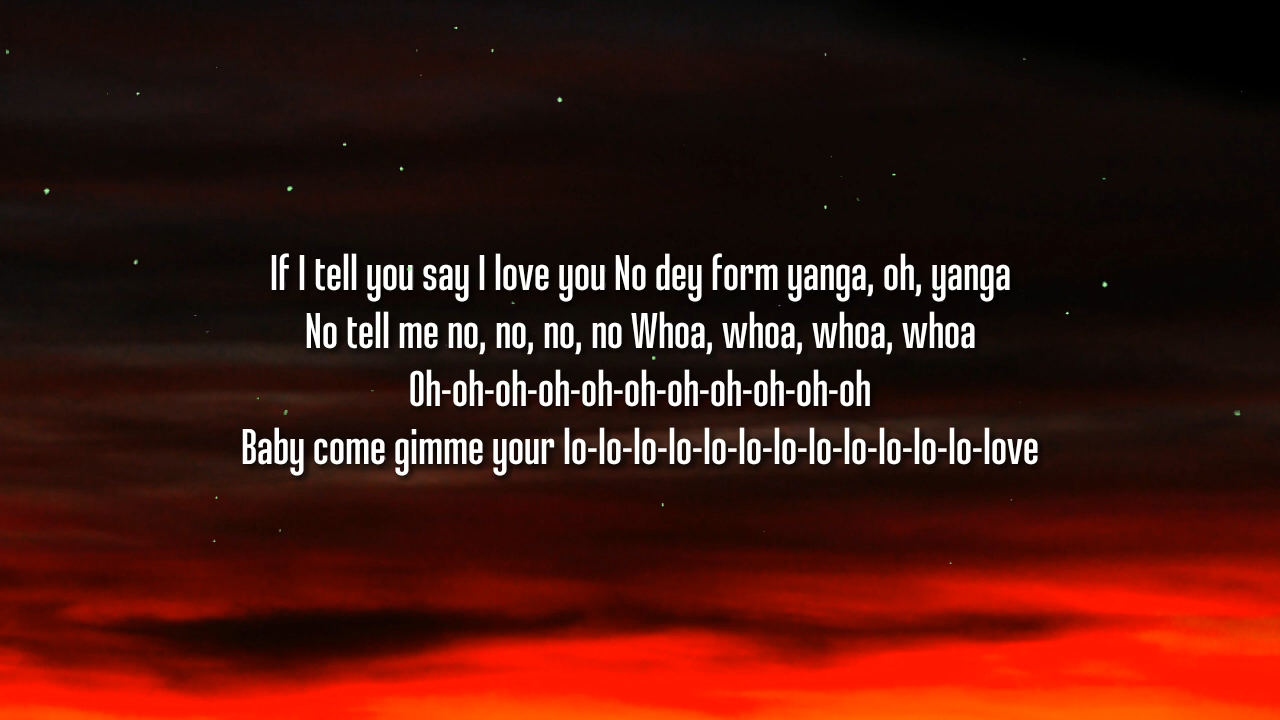 If I tell you say I love you No dey form yanga, oh, yanga
No tell me no, no, no, no Whoa, whoa, whoa, whoa
Oh-oh-oh-oh-oh-oh-oh-oh-oh-oh-oh
Baby come gimme your lo-lo-lo-lo-lo-lo-lo-lo-lo-lo-lo-lo-love